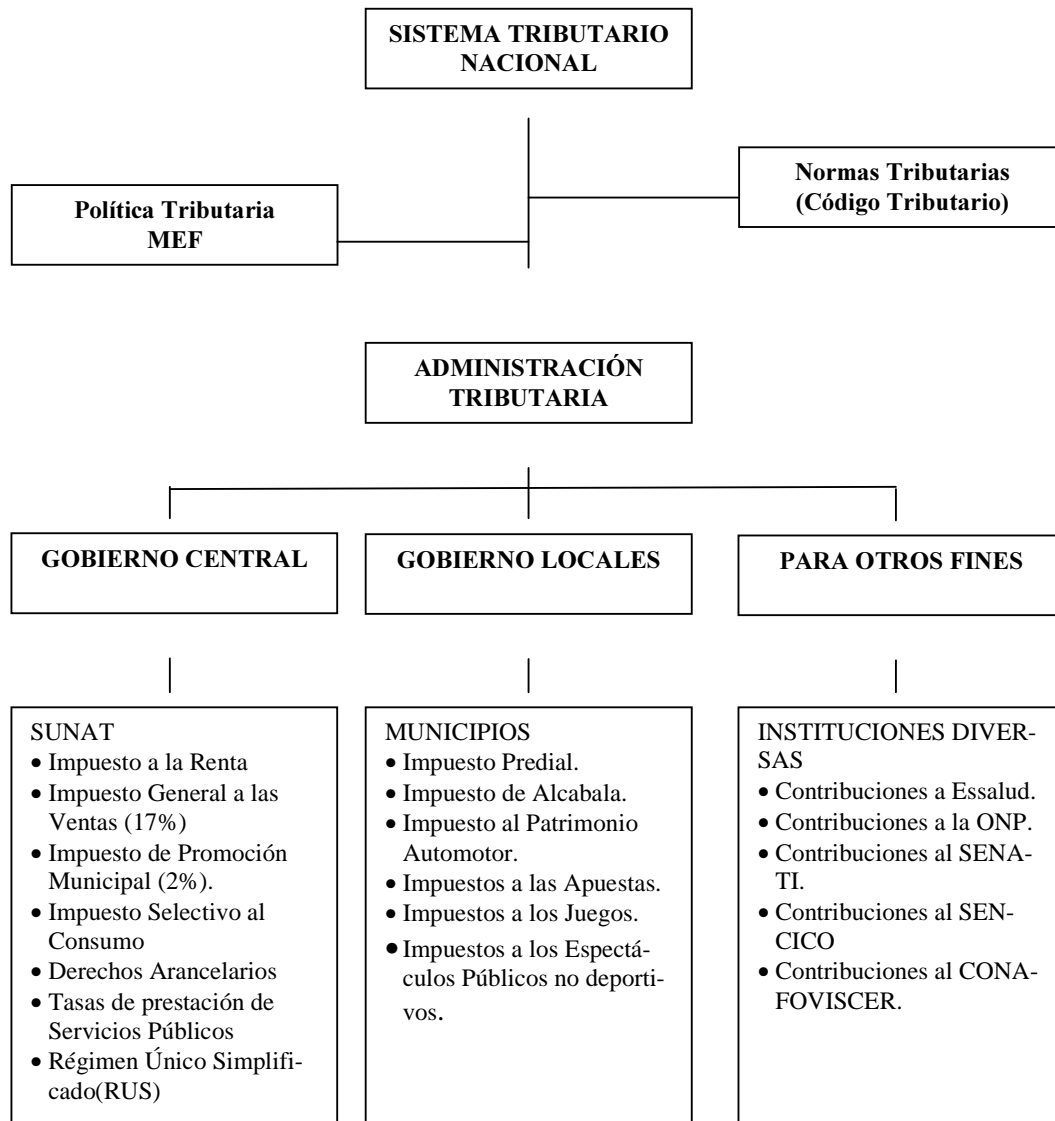 SISTEMA TRIBUTARIO
NACIONAL
Normas Tributarias
(Código Tributario)
Política Tributaria
MEF
ADMINISTRACIÓN
TRIBUTARIA
GOBIERNO CENTRAL
GOBIERNO LOCALES
PARA OTROS FINES
SUNAT
• Impuesto a la Renta
• Impuesto General a las
Ventas (17%)
• Impuesto de Promoción
Municipal (2%).
• Impuesto Selectivo al
Consumo
• Derechos Arancelarios
• Tasas de prestación de
Servicios Públicos
• Régimen Único Simplifi-
cado(RUS)
MUNICIPIOS
• Impuesto Predial.
• Impuesto de Alcabala.
• Impuesto al Patrimonio
Automotor.
• Impuestos a las Apuestas.
• Impuestos a los Juegos.
• Impuestos a los Espectá-
culos Públicos no deporti-
vos.
INSTITUCIONES DIVER-
SAS
• Contribuciones a Essalud.
• Contribuciones a la ONP.
• Contribuciones al SENA-
TI.
• Contribuciones al SEN-
CICO
• Contribuciones al CONA-
FOVISCER.